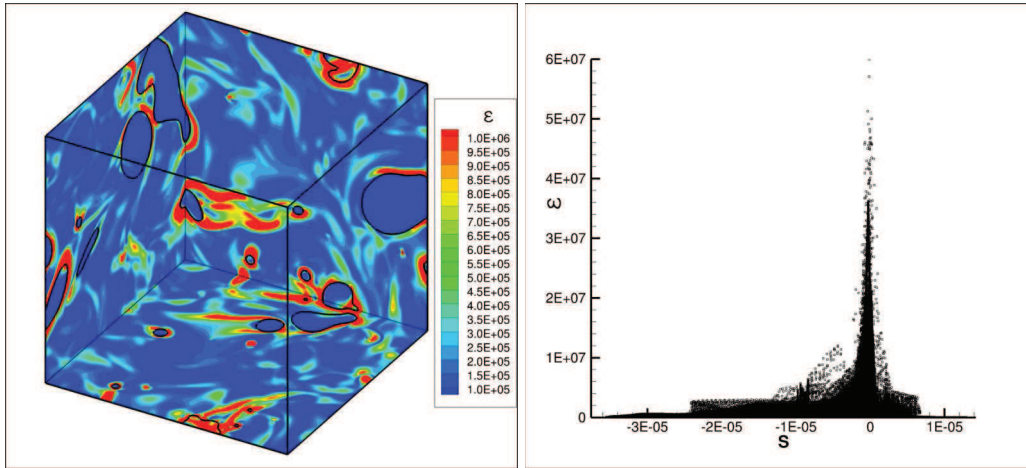 ε
1.0E+06
9.5E+05
9.0E+05
8.5E+05
8.0E+05
7.5E+05
7.0E+05
6.5E+05
6.0E+05
5.5E+05
5.0E+05
4.5E+05
4.0E+05
3.5E+05
3.0E+05
2.5E+05
2.0E+05
1.5E+05
1.0E+05
6E+07
5E+07
4E+07
ε
3E+07
2E+07
1E+07
0
-3E-05
-2E-05
-1E-05
0
1E-05
S